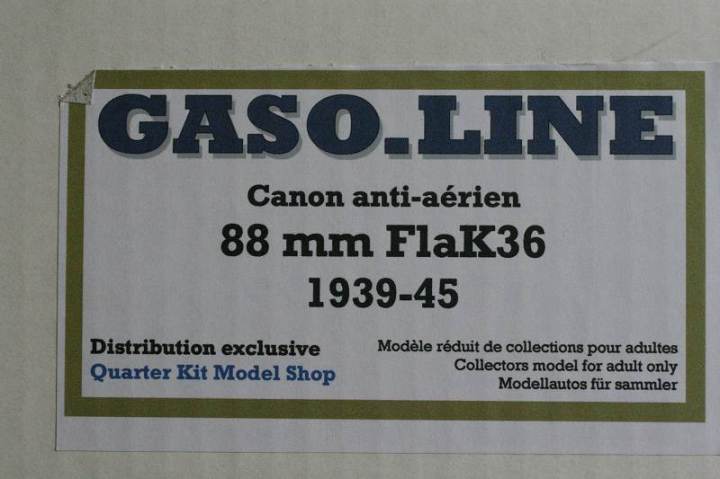 GASO.LINE
Canon anti-aérien
88 mm FlaK36
1939-45
Distribution exclusive
Quarter Kit Model Shop
Modèle réduit de collections pour adultes
Collectors model for adult only
Modellautos für sammler